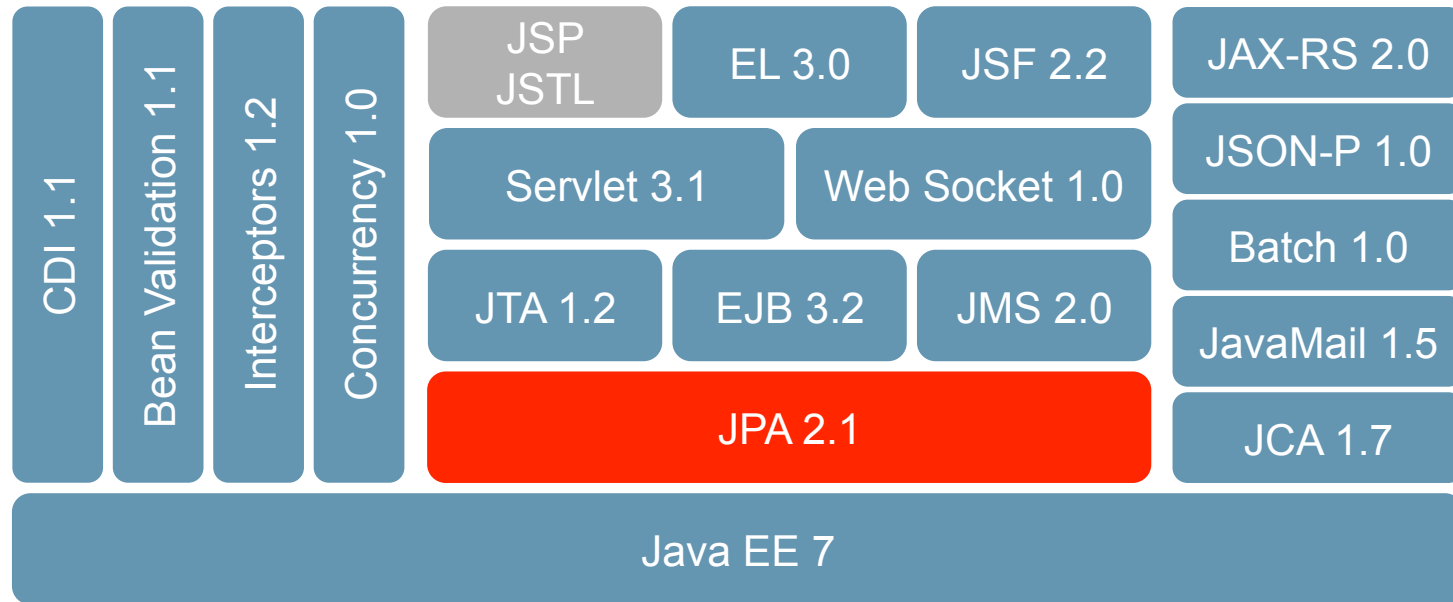 CDI 1.1
Bean Validation 1.1
Interceptors 1.2
Concurrency 1.0
JSP
JSTL
EL 3.0
JSF 2.2
Servlet 3.1
Web Socket 1.0
JTA 1.2
EJB 3.2
JMS 2.0
JPA 2.1
JAX-RS 2.0
JSON-P 1.0
Batch 1.0
JavaMail 1.5
JCA 1.7
Java EE 7